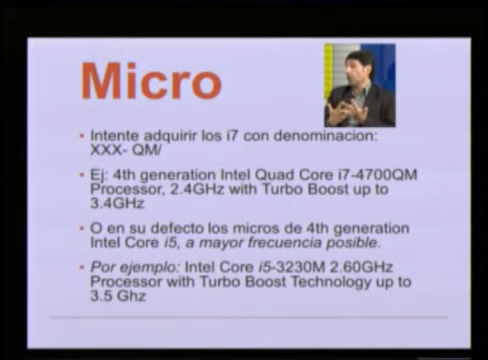 Micro
Intente adquirir los i7 con denominacion:
XXX- QM/
Ej: 4th generation Intel Quad Core i7-4700QM
Processor, 2.4GHz with Turbo Boost up to
3.4GHz
O en su defecto los micros de 4th generation
Intel Core i5, a mayor frecuencia posible.
Por ejemplo: Intel Core i5-3230M 2.60GHz
Processor with Turbo Boost Technology up to
3.5 Ghz